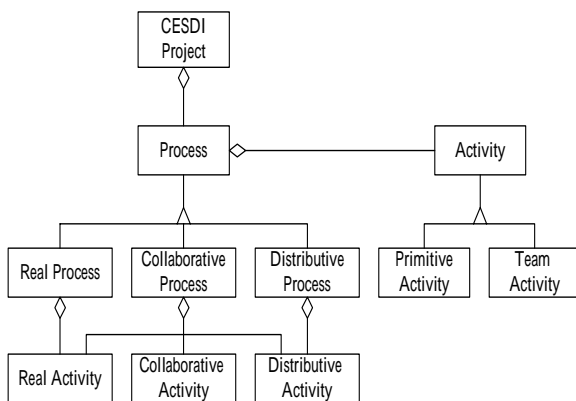 CESDI
Project
Process
Activity
Real Process
Collaborative
Process
Distributive
Process
Primitive
Activity
Team
Activity
Real Activity
Collaborative
Activity
Distributive
Activity